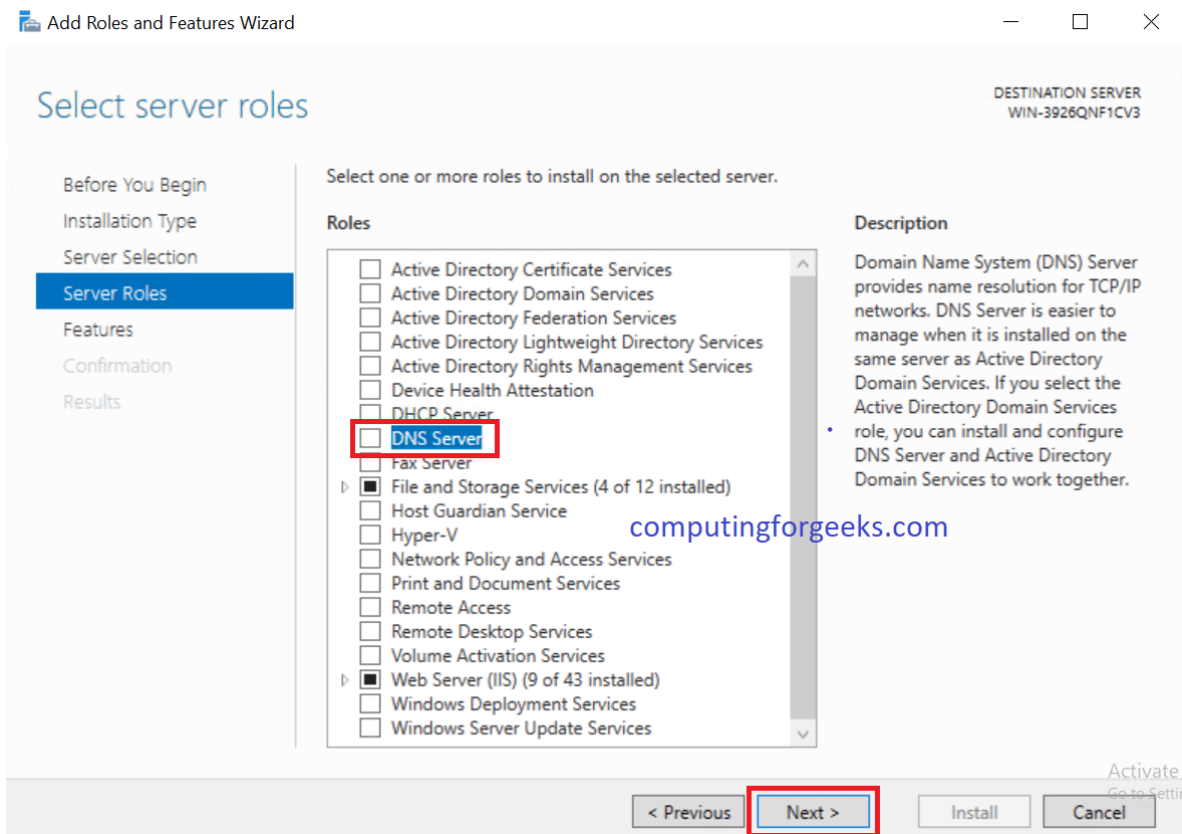 Add Roles and Features Wizard
Select server roles
DESTINATION SERVER
WIN-3926QNF1CV3
Before You Begin
Installation Type
Server Selection
Server Roles
Features
Confirmation
Results
Select one or more roles to install on the selected server.
Roles
Active Directory Certificate Services
Active Directory Domain Services
Active Directory Federation Services
Active Directory Lightweight Directory Services
Active Directory Rights Management Services
Device Health Attestation
DHCP Server
DNS Server
Fax Server
File and Storage Services (4 of 12 installed)
Host Guardian Service
Hyper-V
Network Policy and Access Services
Print and Document Services
Remote Access
Remote Desktop Services
Volume Activation Services
Web Server (IIS) (9 of 43 installed)
Windows Deployment Services
Windows Server Update Services
Description
Domain Name System (DNS) Server
provides name resolution for TCP/IP
networks. DNS Server is easier to
manage when it is installed on the
same server as Active Directory
Domain Services. If you select the
Active Directory Domain Services
role, you can install and configure
DNS Server and Active Directory
Domain Services to work together.
computingforgeeks.com
Activate
Go to Setti
< Previous
Next >
Install
Cancel